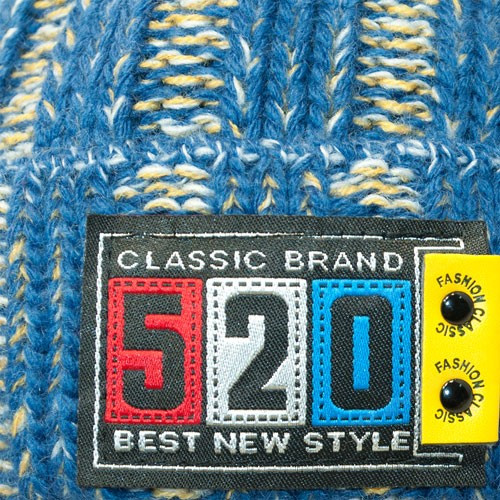 CLASSIC BRAND
520
BEST NEW STYLE
FASHION CLASSIC
FASHION CLASSIC